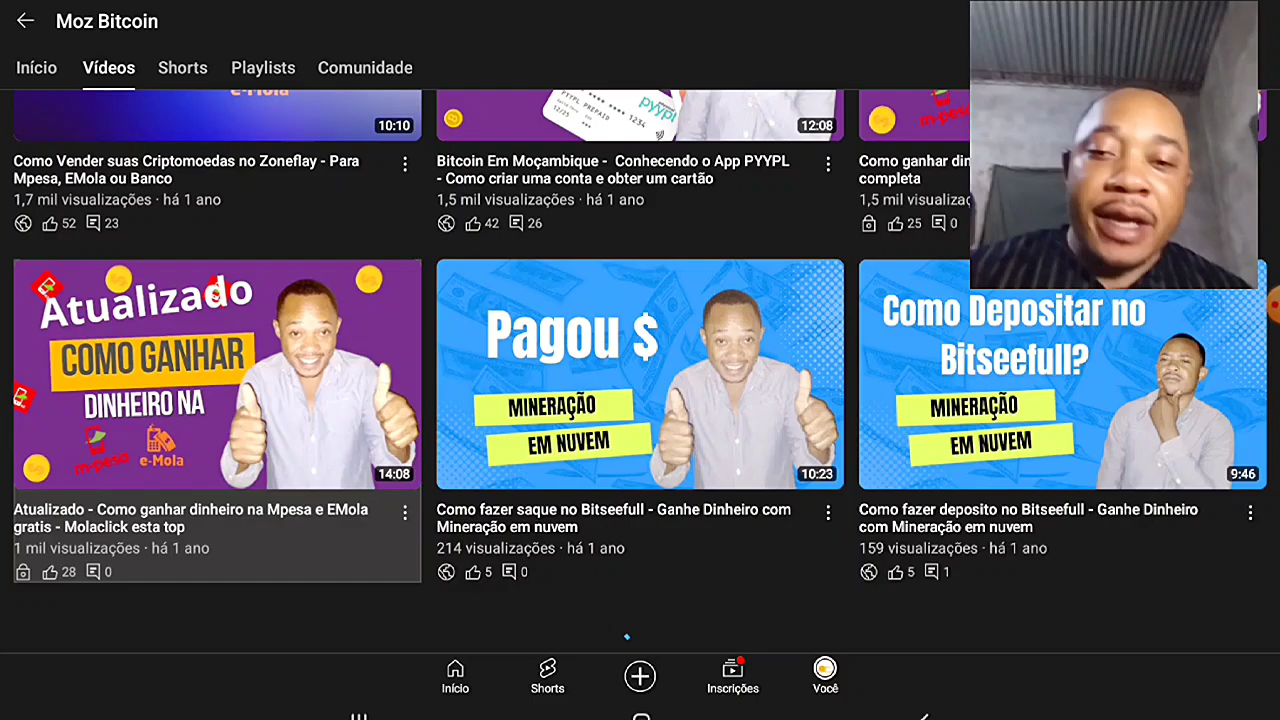 Moz Bitcoin
Início
Vídeos
Shorts
Playlists
Comunidade
e-Mola
10:10
PYYPL PREPAID
1234
12/25
pyypl
12:08
m-pesa
Como Vender suas Criptomoedas no Zoneflay - Para
Mpesa, EMola ou Banco
1,7 mil visualizações · há 1 ano
52
23
Bitcoin Em Moçambique - Conhecendo o App PYYPL
- Como criar uma conta e obter um cartão
1,5 mil visualizações · há 1 ano
42
26
Como ganhar din
completa
1,5 mil visualizaç
25
0
Atualizado
COMO GANHAR
DINHEIRO NA
m-pesa
e-Mola
14:08
Pagou $
MINERAÇÃO
EM NUVEM
10:23
Como Depositar no
Bitseefull?
MINERAÇÃO
EM NUVEM
9:46
Atualizado - Como ganhar dinheiro na Mpesa e EMola
gratis - Molaclick esta top
1 mil visualizações · há 1 ano
28
0
Como fazer saque no Bitseefull - Ganhe Dinheiro com
Mineração em nuvem
214 visualizações · há 1 ano
5
0
Como fazer deposito no Bitseefull - Ganhe Dinheiro
com Mineração em nuvem
159 visualizações · há 1 ano
5
1
Início
Shorts
Inscrições
Você